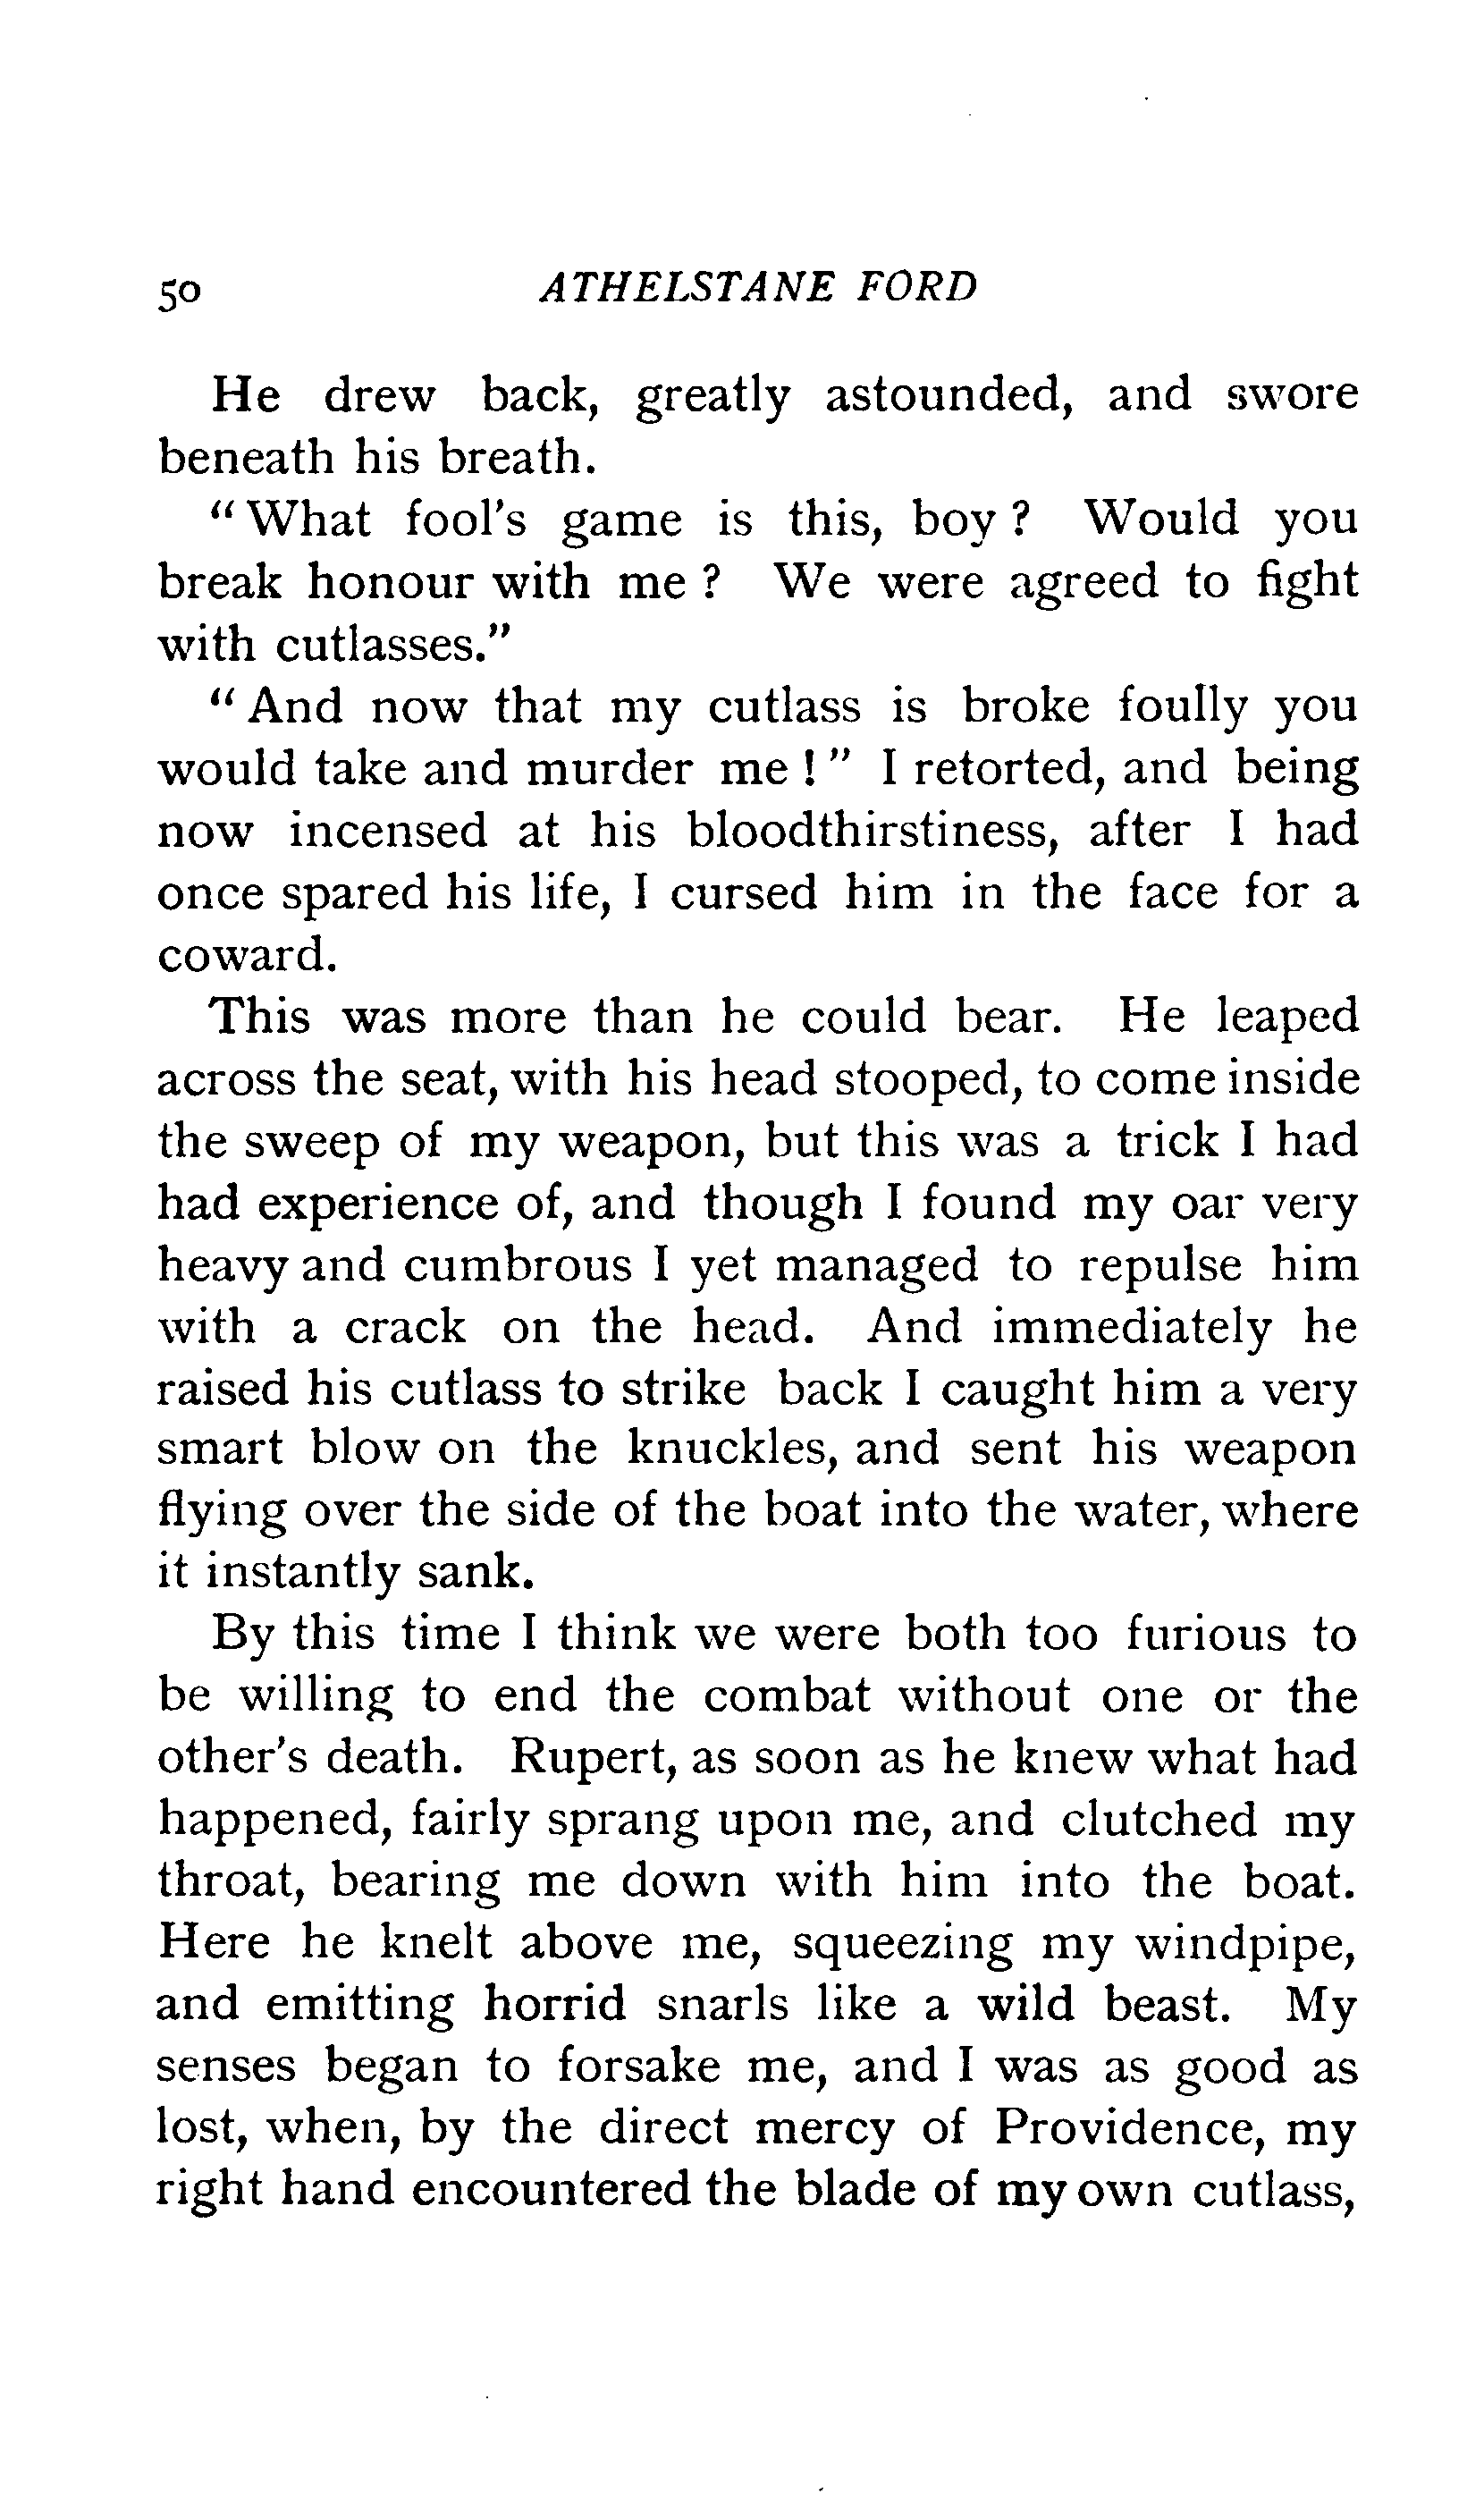 50 ATHELSTANE FORD
He drew back, greatly astounded, and swore
beneath his breath.
“What fool's game is this, boy? Would you
break honour with me? We were agreed to fight
with cutlasses.”
“And now that my cutlass is broke foully you
would take and murder me!” I retorted, and being
now incensed at his bloodthirstiness, after I had
once spared his life, I cursed him in the face for a
coward.
This was more than he could bear. He leaped
across the seat, with his head stooped, to come inside
the sweep of my weapon, but this was a trick I had
had experience of, and though I found my oar very
heavy and cumbrous I yet managed to repulse him
with a crack on the head. And immediately he
raised his cutlass to strike back I caught him a very
smart blow on the knuckles, and sent his weapon
flying over the side of the boat into the water, where
it instantly sank.
By this time I think we were both too furious to
be willing to end the combat without one or the
other's death. Rupert, as soon as he knew what had
happened, fairly sprang upon me, and clutched my
throat, bearing me down with him into the boat.
Here he knelt above me, squeezing my windpipe,
and emitting horrid snarls like a wild beast. My
senses began to forsake me, and I was as good as
lost, when, by the direct mercy of Providence, my
right hand encountered the blade of my own cutlass,